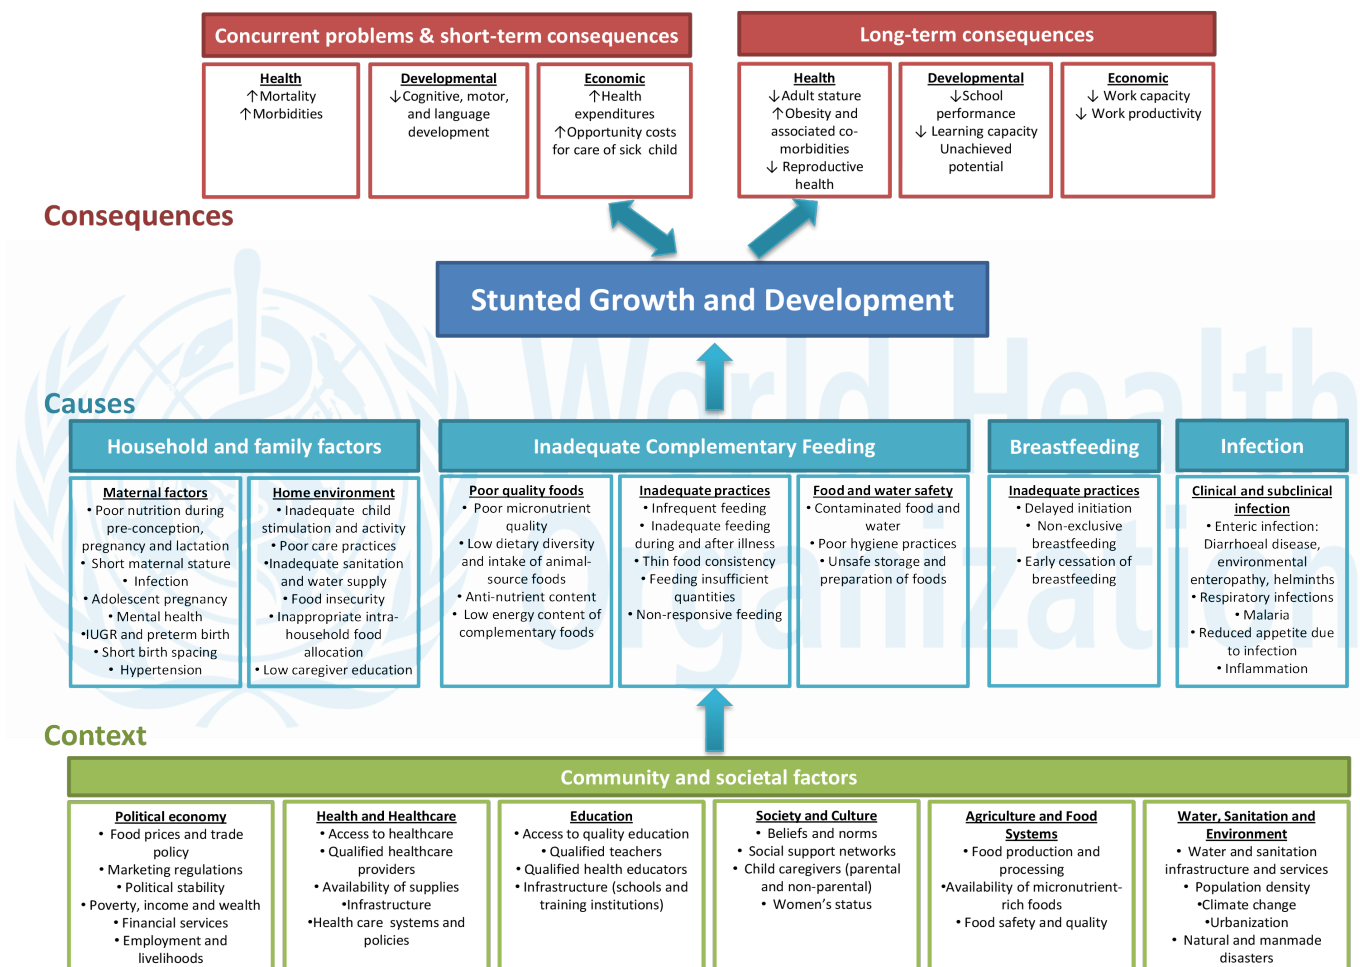 Concurrent problems & short-term consequences
Health
↑Mortality
↑Morbidities
Developmental
↓Cognitive, motor,
and language
development
Economic
↑Health
expenditures
↑Opportunity costs
for care of sick child
Long-term consequences
Health
↓Adult stature
↑Obesity and
associated co-
morbidities
↓ Reproductive
health
Developmental
↓School
performance
↓ Learning capacity
Unachieved
potential
Economic
↓ Work capacity
↓ Work productivity
Consequences
Stunted Growth and Development
World Health
Organization
Causes
Household and family factors
Maternal factors
• Poor nutrition during
pre-conception,
pregnancy and lactation
• Short maternal stature
• Infection
• Adolescent pregnancy
• Mental health
•IUGR and preterm birth
• Short birth spacing
• Hypertension
Home environment
• Inadequate child
stimulation and activity
• Poor care practices
•Inadequate sanitation
and water supply
• Food insecurity
• Inappropriate intra-
household food
allocation
• Low caregiver education
Inadequate Complementary Feeding
Poor quality foods
• Poor micronutrient
quality
• Low dietary diversity
and intake of animal-
source foods
• Anti-nutrient content
• Low energy content of
complementary foods
Inadequate practices
• Infrequent feeding
• Inadequate feeding
during and after illness
• Thin food consistency
• Feeding insufficient
quantities
• Non-responsive feeding
Food and water safety
• Contaminated food and
water
• Poor hygiene practices
• Unsafe storage and
preparation of foods
Breastfeeding
Inadequate practices
• Delayed initiation
• Non-exclusive
breastfeeding
• Early cessation of
breastfeeding
Infection
Clinical and subclinical
infection
• Enteric infection:
Diarrhoeal disease,
environmental
enteropathy, helminths
• Respiratory infections
• Malaria
• Reduced appetite due
to infection
• Inflammation
Context
Community and societal factors
Political economy
• Food prices and trade
policy
• Marketing regulations
• Political stability
• Poverty, income and wealth
• Financial services
• Employment and
livelihoods
Health and Healthcare
• Access to healthcare
• Qualified healthcare
providers
• Availability of supplies
•Infrastructure
•Health care systems and
policies
Education
• Access to quality education
• Qualified teachers
• Qualified health educators
• Infrastructure (schools and
training institutions)
Society and Culture
• Beliefs and norms
• Social support networks
• Child caregivers (parental
and non-parental)
• Women's status
Agriculture and Food
Systems
• Food production and
processing
•Availability of micronutrient-
rich foods
• Food safety and quality
Water, Sanitation and
Environment
• Water and sanitation
infrastructure and services
• Population density
•Climate change
•Urbanization
• Natural and manmade
disasters